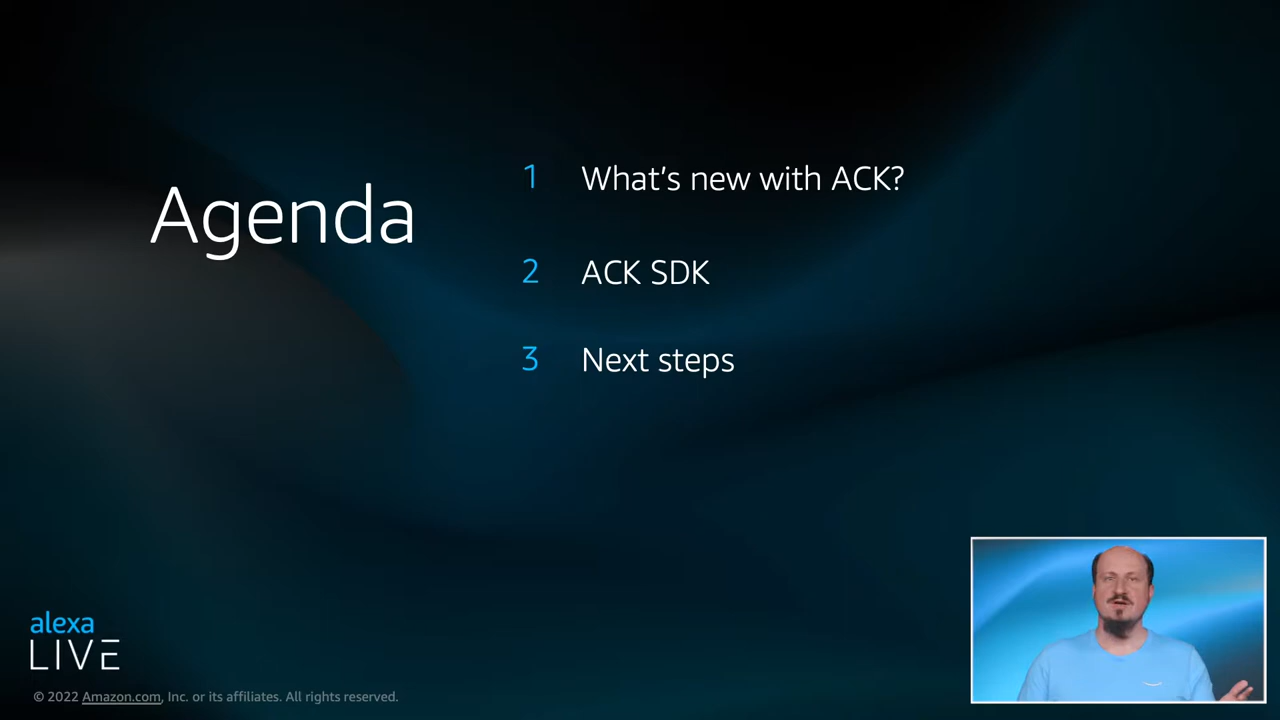 Agenda
1 What's new with ACK?
2 ACK SDK
3 Next steps
alexa
LIVE
© 2022 Amazon.com, Inc. or its affiliates. All rights reserved.